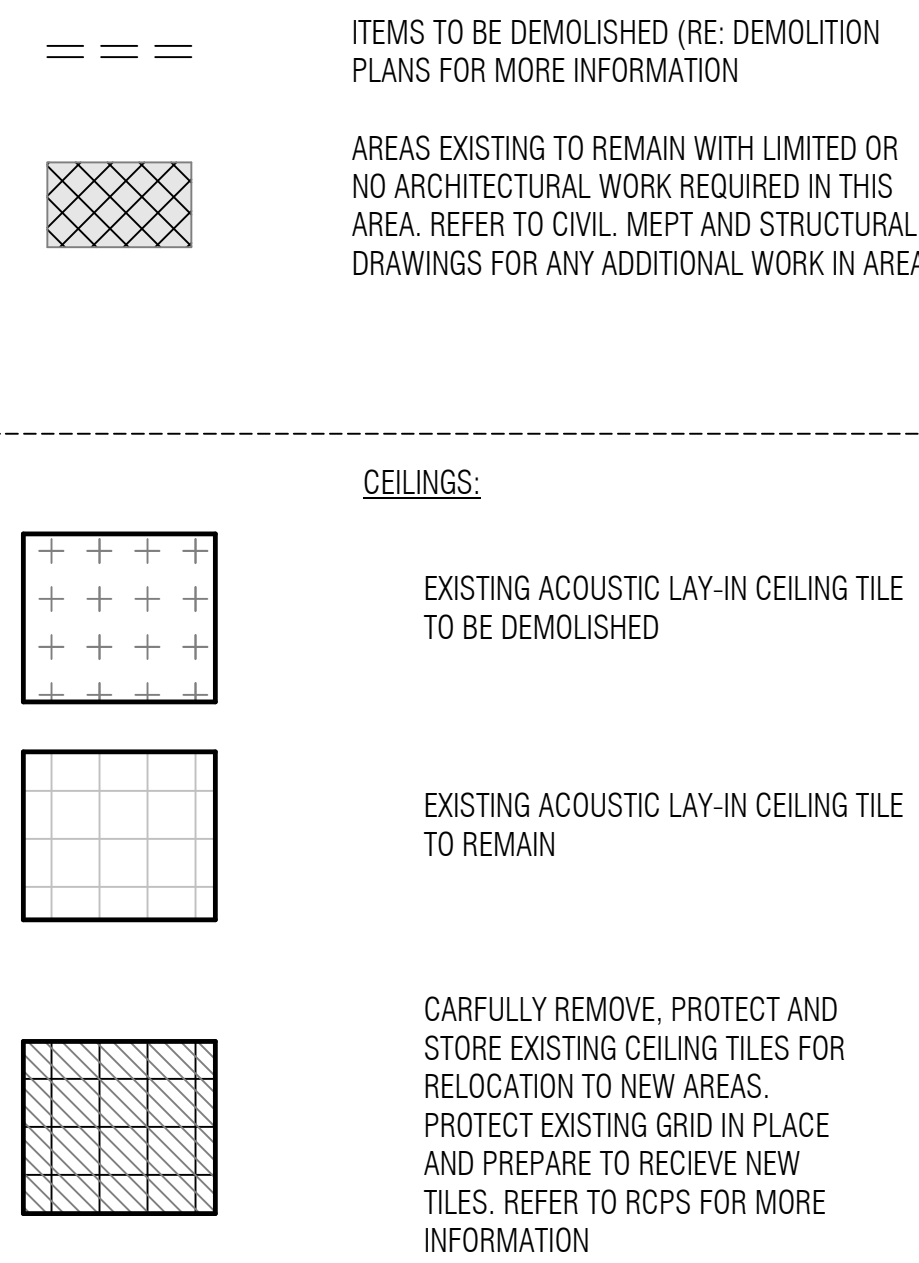 ITEMS TO BE DEMOLISHED (RE: DEMOLITION
PLANS FOR MORE INFORMATION
AREAS EXISTING TO REMAIN WITH LIMITED OR
NO ARCHITECTURAL WORK REQUIRED IN THIS
AREA. REFER TO CIVIL. MEPT AND STRUCTURAL
DRAWINGS FOR ANY ADDITIONAL WORK IN AREA
CEILINGS:
EXISTING ACOUSTIC LAY-IN CEILING TILE
TO BE DEMOLISHED
EXISTING ACOUSTIC LAY-IN CEILING TILE
TO REMAIN
CARFULLY REMOVE, PROTECT AND
STORE EXISTING CEILING TILES FOR
RELOCATION TO NEW AREAS.
PROTECT EXISTING GRID IN PLACE
AND PREPARE TO RECIEVE NEW
TILES. REFER TO RCPS FOR MORE
INFORMATION